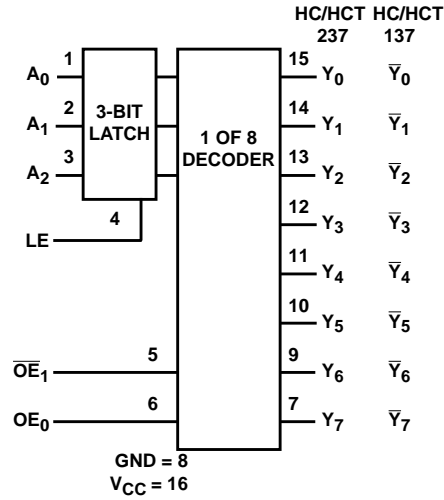 HC/HCT HC/HCT
237 137
1 15 Y₀ Y̅₀
A₀
3-BIT
LATCH
2 14 Y₁ Y̅₁
A₁
1 OF 8
DECODER
3 13 Y₂ Y̅₂
A₂
12 Y₃ Y̅₃
4
LE
11 Y₄ Y̅₄
10 Y₅ Y̅₅
5 9 Y₆ Y̅₆
O̅E̅₁
6 7 Y₇ Y̅₇
OE₀
GND = 8
V_CC = 16